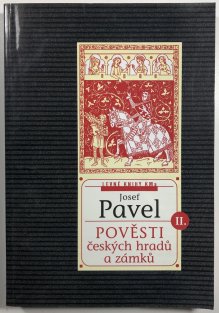 LEVNÉ KNIHY KMa
Josef
Pavel
II.
POVĚSTI
českých hradů
a zámků